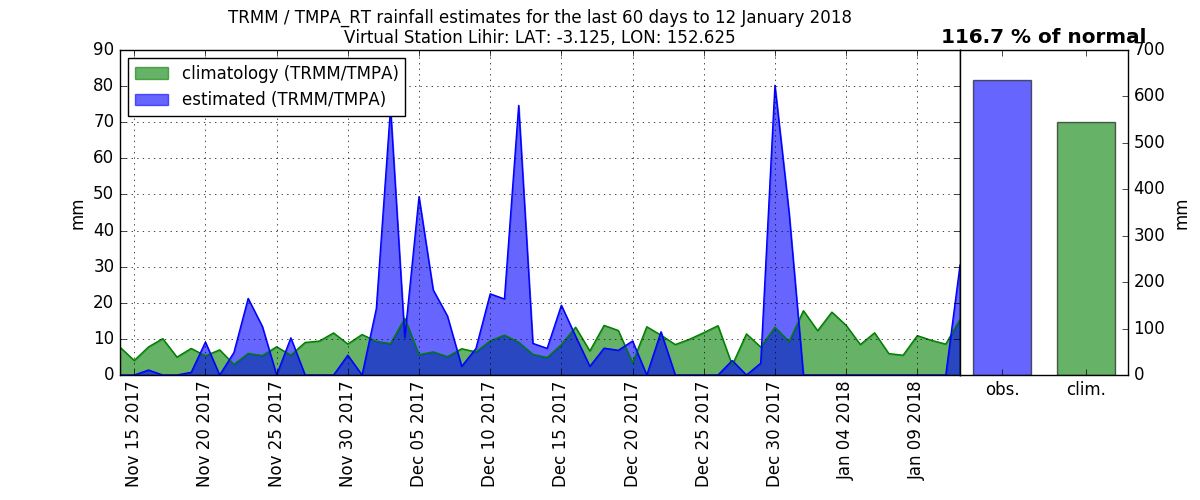 TRMM / TMPA_RT rainfall estimates for the last 60 days to 12 January 2018
Virtual Station Lihir: LAT: -3.125, LON: 152.625
116.7 % of normal
climatology (TRMM/TMPA)
estimated (TRMM/TMPA)
90
80
70
60
50
40
30
20
10
0
mm
Nov 15 2017
Nov 20 2017
Nov 25 2017
Nov 30 2017
Dec 05 2017
Dec 10 2017
Dec 15 2017
Dec 20 2017
Dec 25 2017
Dec 30 2017
Jan 04 2018
Jan 09 2018
obs.
clim.
700
600
500
400
300
200
100
0
mm